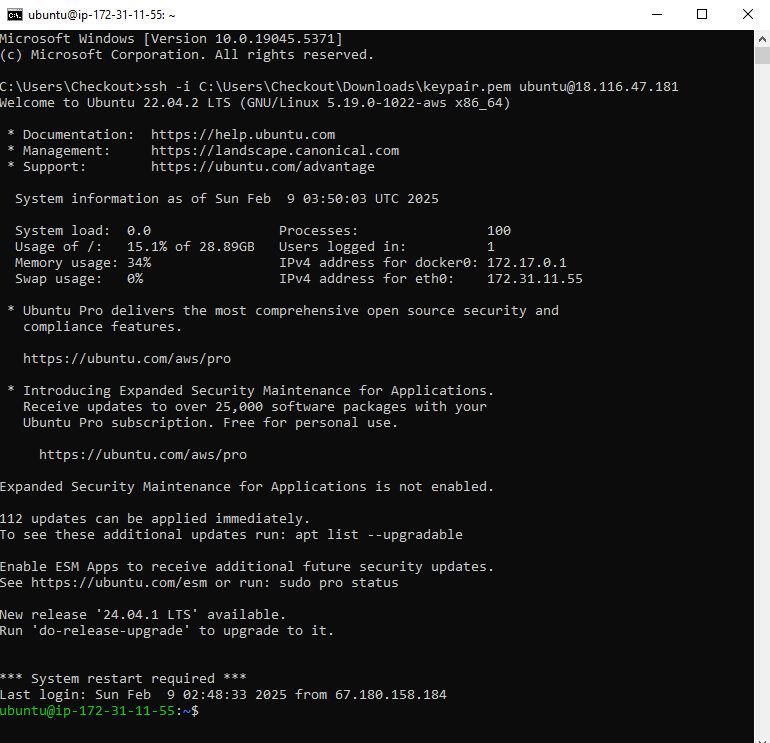 ubuntu@ip-172-31-11-55: ~
Microsoft Windows [Version 10.0.19045.5371]
(c) Microsoft Corporation. All rights reserved.
C:\Users\Checkout>ssh -i C:\Users\Checkout\Downloads\keypair.pem ubuntu@18.116.47.181
Welcome to Ubuntu 22.04.2 LTS (GNU/Linux 5.19.0-1022-aws x86_64)
* Documentation:  https://help.ubuntu.com
* Management:     https://landscape.canonical.com
* Support:        https://ubuntu.com/advantage
System information as of Sun Feb  9 03:50:03 UTC 2025
System load:  0.0                Processes:                100
Usage of /:   15.1% of 28.89GB   Users logged in:          1
Memory usage: 34%                IPv4 address for docker0: 172.17.0.1
Swap usage:   0%                 IPv4 address for eth0:    172.31.11.55
* Ubuntu Pro delivers the most comprehensive open source security and
compliance features.
https://ubuntu.com/aws/pro
* Introducing Expanded Security Maintenance for Applications.
Receive updates to over 25,000 software packages with your
Ubuntu Pro subscription. Free for personal use.
https://ubuntu.com/aws/pro
Expanded Security Maintenance for Applications is not enabled.
112 updates can be applied immediately.
To see these additional updates run: apt list --upgradable
Enable ESM Apps to receive additional future security updates.
See https://ubuntu.com/esm or run: sudo pro status
New release '24.04.1 LTS' available.
Run 'do-release-upgrade' to upgrade to it.
*** System restart required ***
Last login: Sun Feb  9 02:48:33 2025 from 67.180.158.184
ubuntu@ip-172-31-11-55:~$